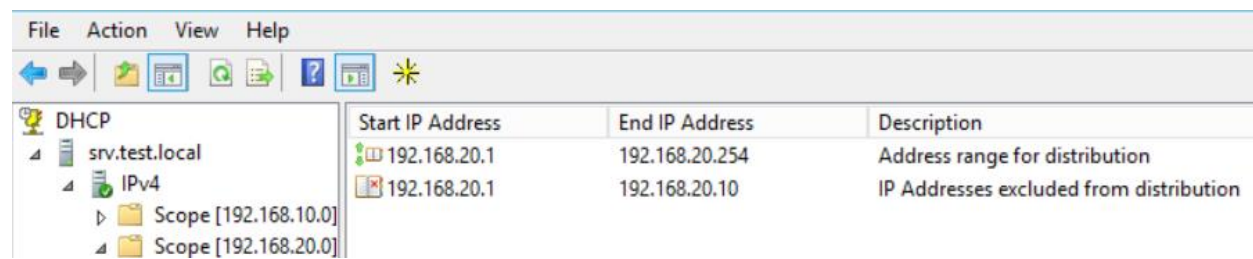 File Action View Help
DHCP
srv.test.local
IPv4
Scope [192.168.10.0]
Scope [192.168.20.0]
Start IP Address End IP Address Description
192.168.20.1 192.168.20.254 Address range for distribution
192.168.20.1 192.168.20.10 IP Addresses excluded from distribution